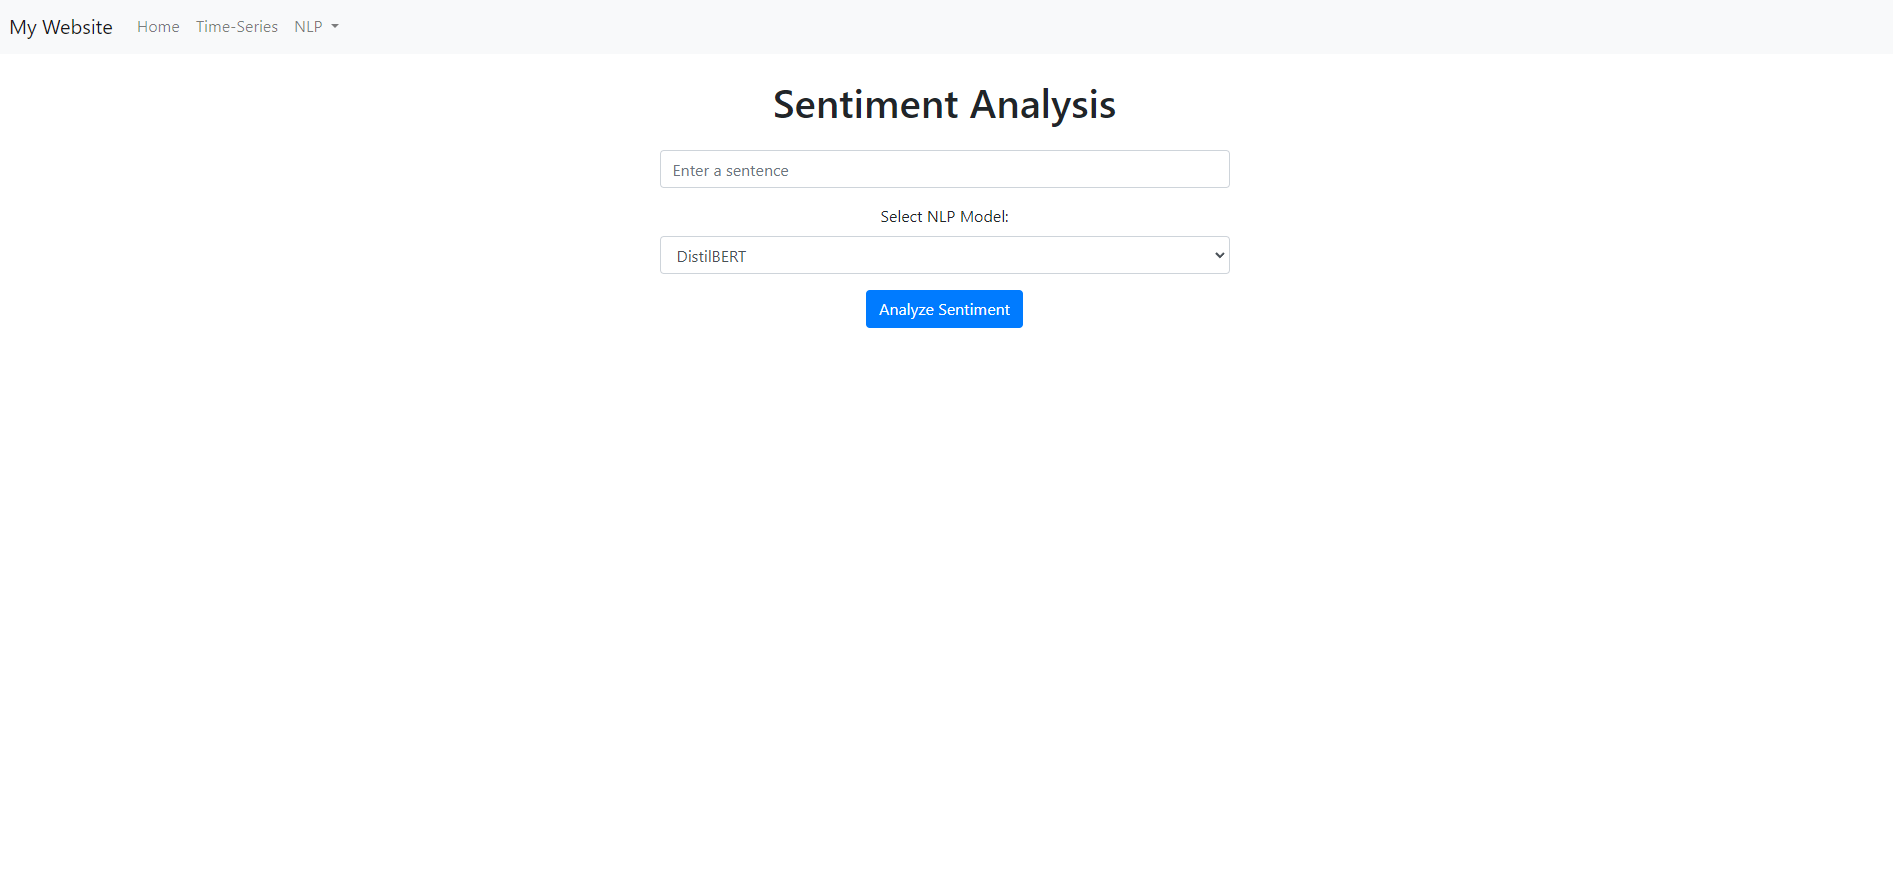 My Website Home Time-Series NLP
Sentiment Analysis
Enter a sentence
Select NLP Model:
DistilBERT
Analyze Sentiment